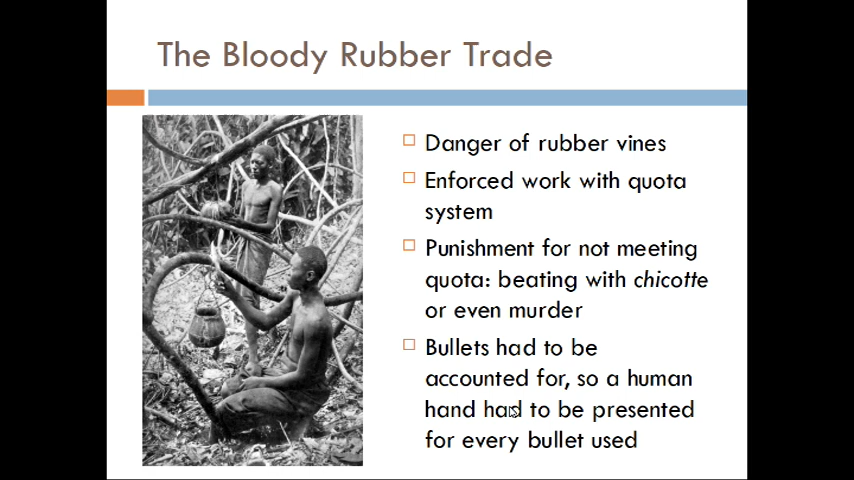 The Bloody Rubber Trade
Danger of rubber vines
Enforced work with quota
system
Punishment for not meeting
quota: beating with chicotte
or even murder
Bullets had to be
accounted for, so a human
hand had to be presented
for every bullet used